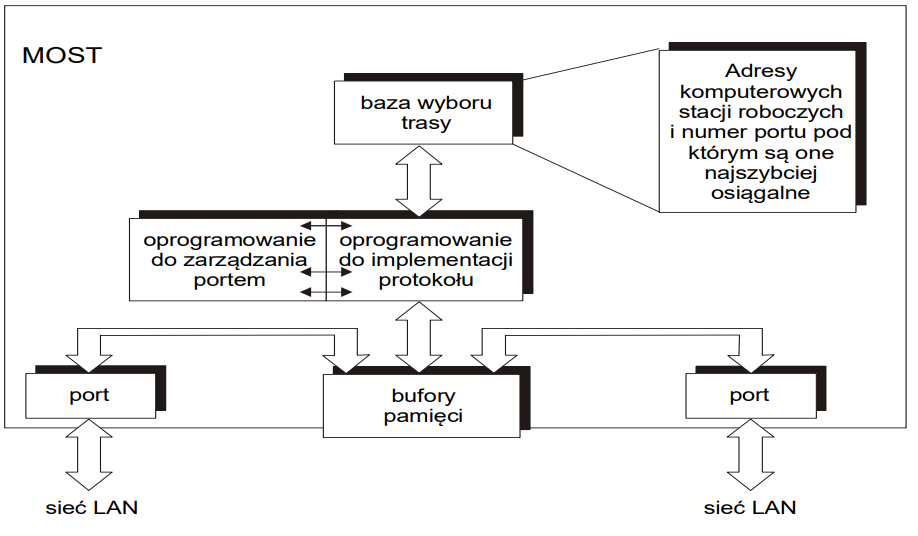 MOST
baza wyboru
trasy
Adresy
komputerowych
stacji roboczych
i numer portu pod
którym są one
najszybciej
osiągalne
oprogramowanie
do zarządzania
portem
oprogramowanie
do implementacji
protokołu
port
bufory
pamięci
port
sieć LAN
sieć LAN